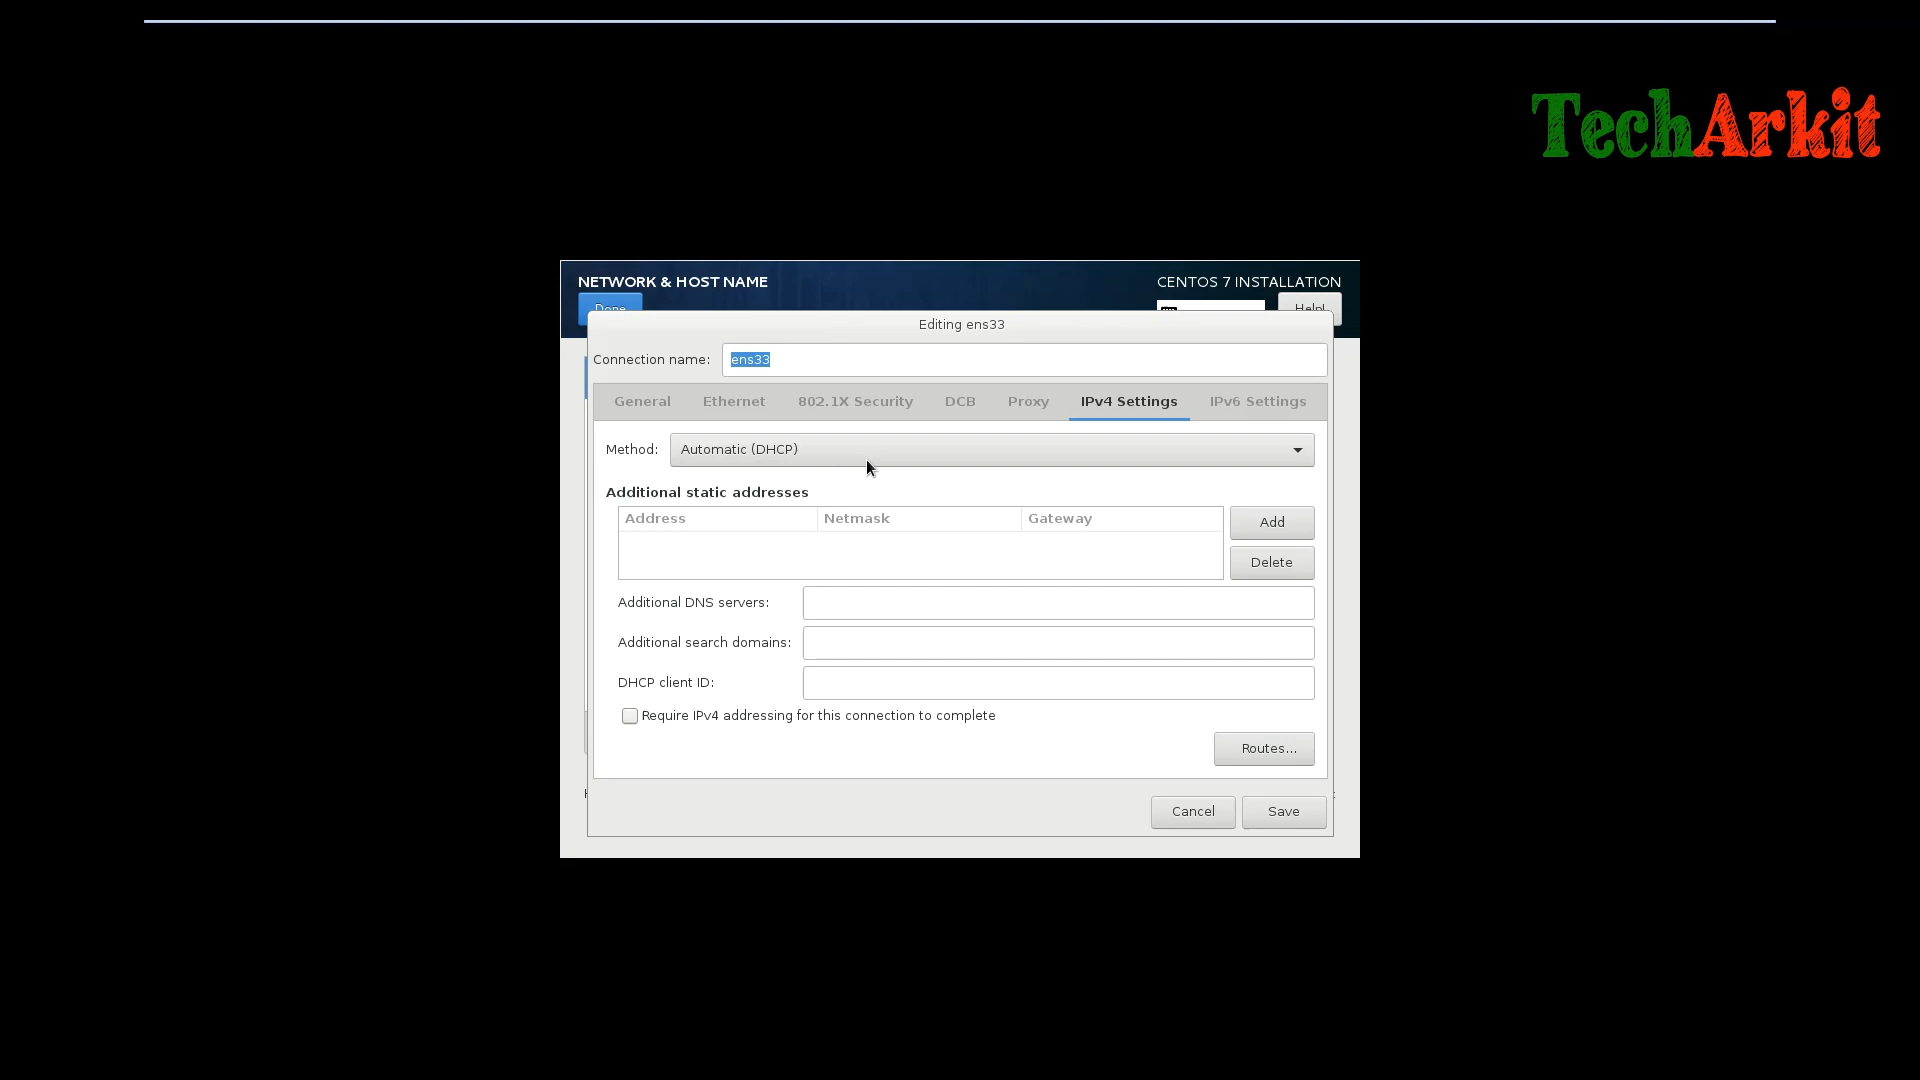 TechArkit
NETWORK & HOST NAME
CENTOS 7 INSTALLATION
Done
Help!
Editing ens33
Connection name: ens33
General Ethernet 802.1X Security DCB Proxy IPv4 Settings IPv6 Settings
Method: Automatic (DHCP)
Additional static addresses
Address Netmask Gateway
Add
Delete
Additional DNS servers:
Additional search domains:
DHCP client ID:
Require IPv4 addressing for this connection to complete
Routes...
Cancel Save